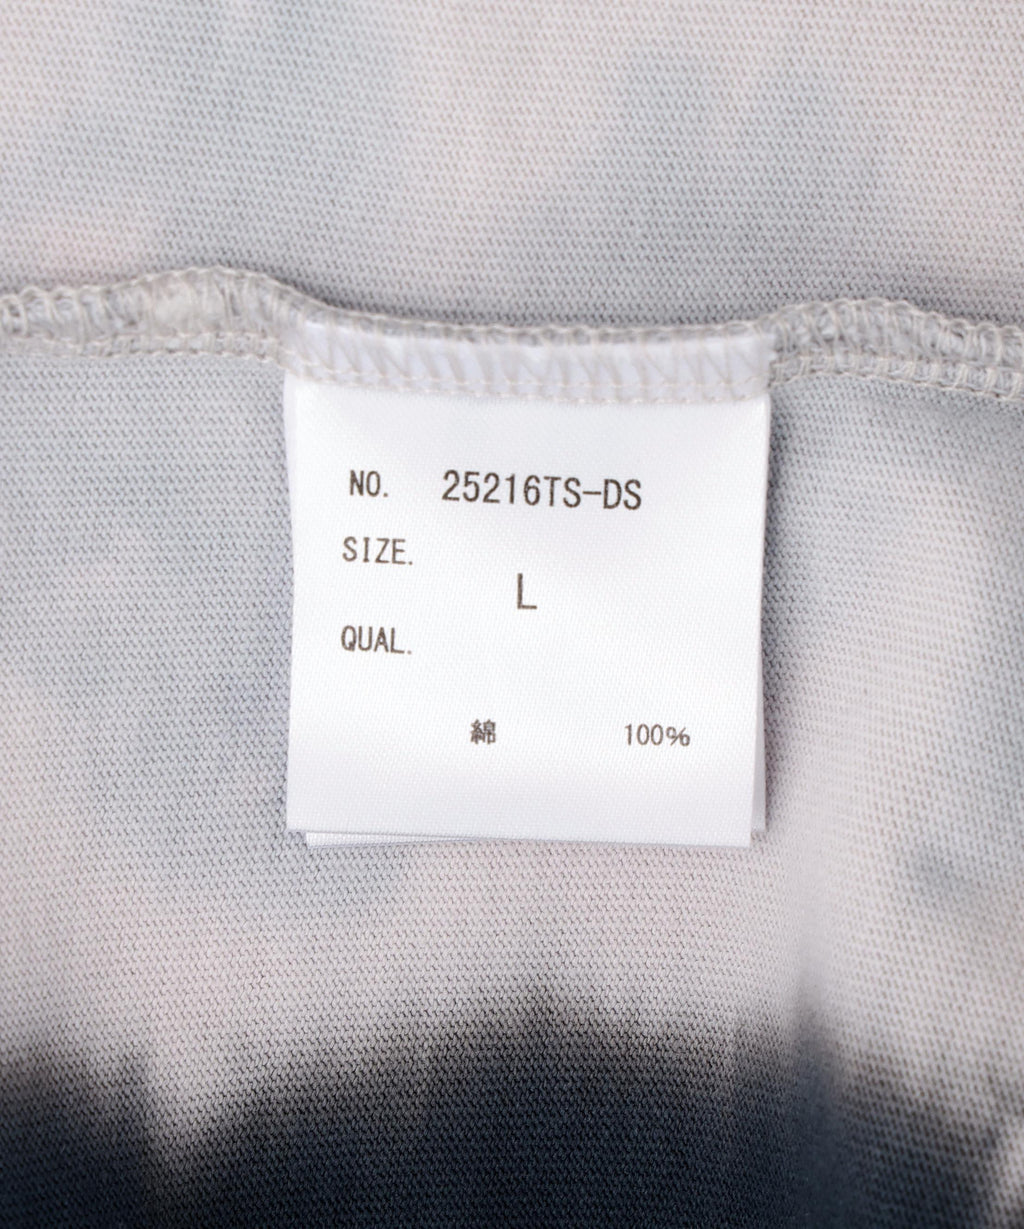 NO. 25216TS-DS
SIZE.
L
QUAL.
綿 100%